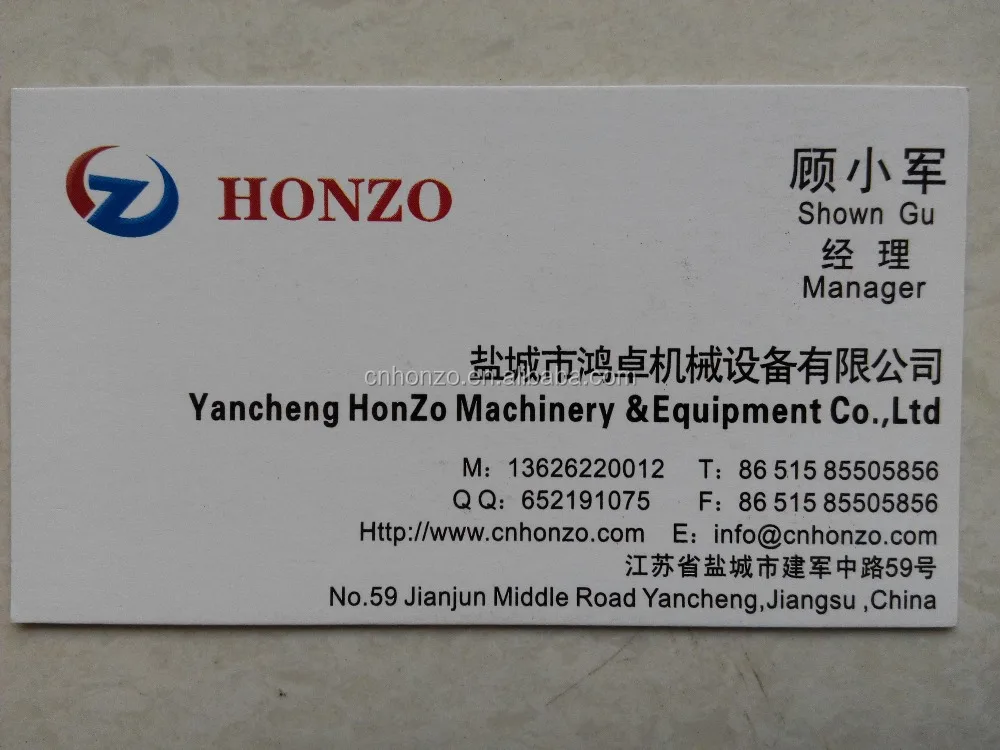 HONZO
顾小军
Shown Gu
经理
Manager
盐城市鸿卓机械设备有限公司
cnhonzo.en.alibaba.com
Yancheng HonZo Machinery &Equipment Co.,Ltd
M: 13626220012 T: 86 515 85505856
QQ: 652191075 F: 86 515 85505856
Http://www.cnhonzo.com E: info@cnhonzo.com
江苏省盐城市建军中路59号
No.59 Jianjun Middle Road Yancheng,Jiangsu ,China